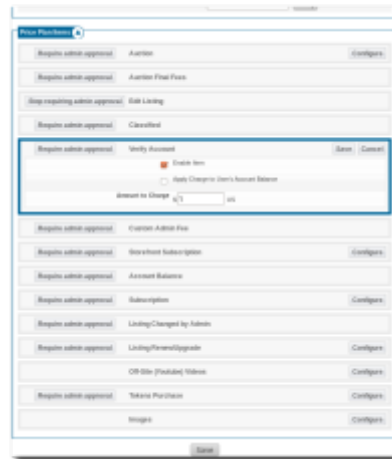 Price Plan Items
Require admin approval Auction Configure
Require admin approval Auction Final Fees
Stop requiring admin approval Edit Listing
Require admin approval Classified
Require admin approval Verify Account Save Cancel
Enable Item
Apply Charge to User's Account Balance
Amount to Charge $ US
Require admin approval Custom Admin Fee
Require admin approval Storefront Subscription Configure
Require admin approval Account Balance
Require admin approval Subscription Configure
Require admin approval Listing Changed by Admin
Require admin approval Listing Renew/Upgrade Configure
Off-Site (Youtube) Videos Configure
Require admin approval Tokens Purchase Configure
Images Configure
Save